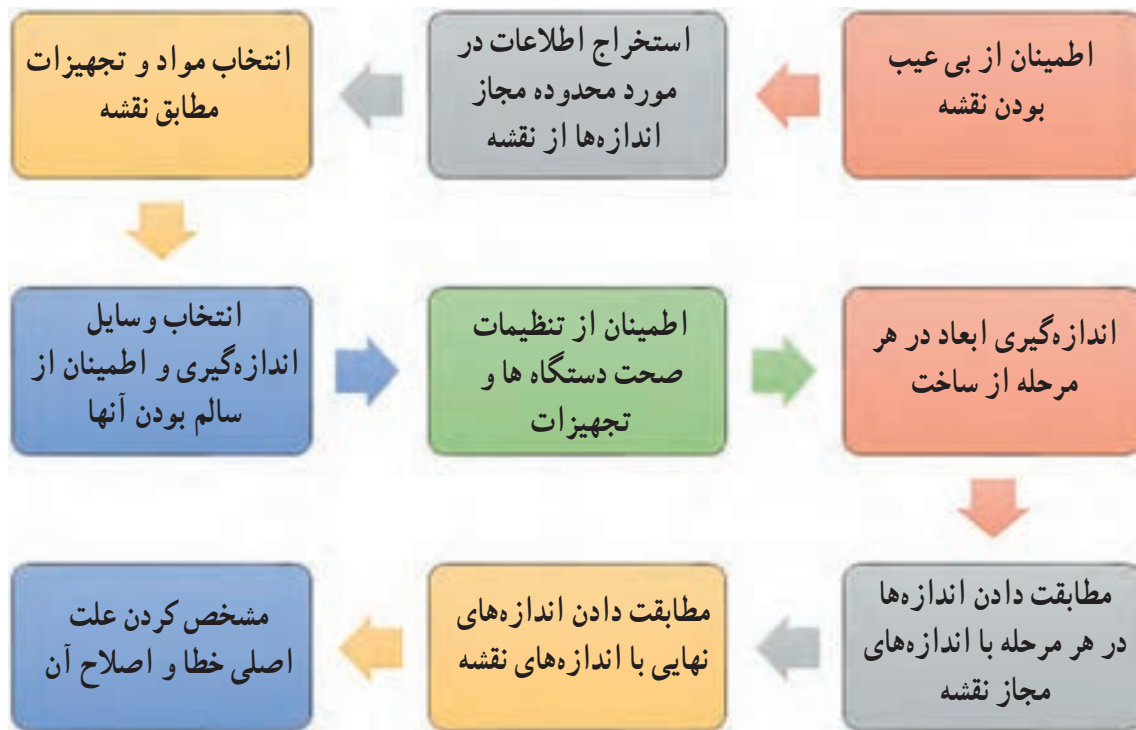 اطمینان از بی عیب
بودن نقشه
استخراج اطلاعات در
مورد محدوده مجاز
اندازه‌ها از نقشه
انتخاب مواد و تجهیزات
مطابق نقشه
انتخاب وسایل
اندازه‌گیری و اطمینان از
سالم بودن آنها
اطمینان از تنظیمات
صحت دستگاه ها و
تجهیزات
اندازه‌گیری ابعاد در هر
مرحله از ساخت
مطابقت دادن اندازه‌ها
در هر مرحله با اندازه‌های
مجاز نقشه
مطابقت دادن اندازه‌های
نهایی با اندازه‌های نقشه
مشخص کردن علت
اصلی خطا و اصلاح آن